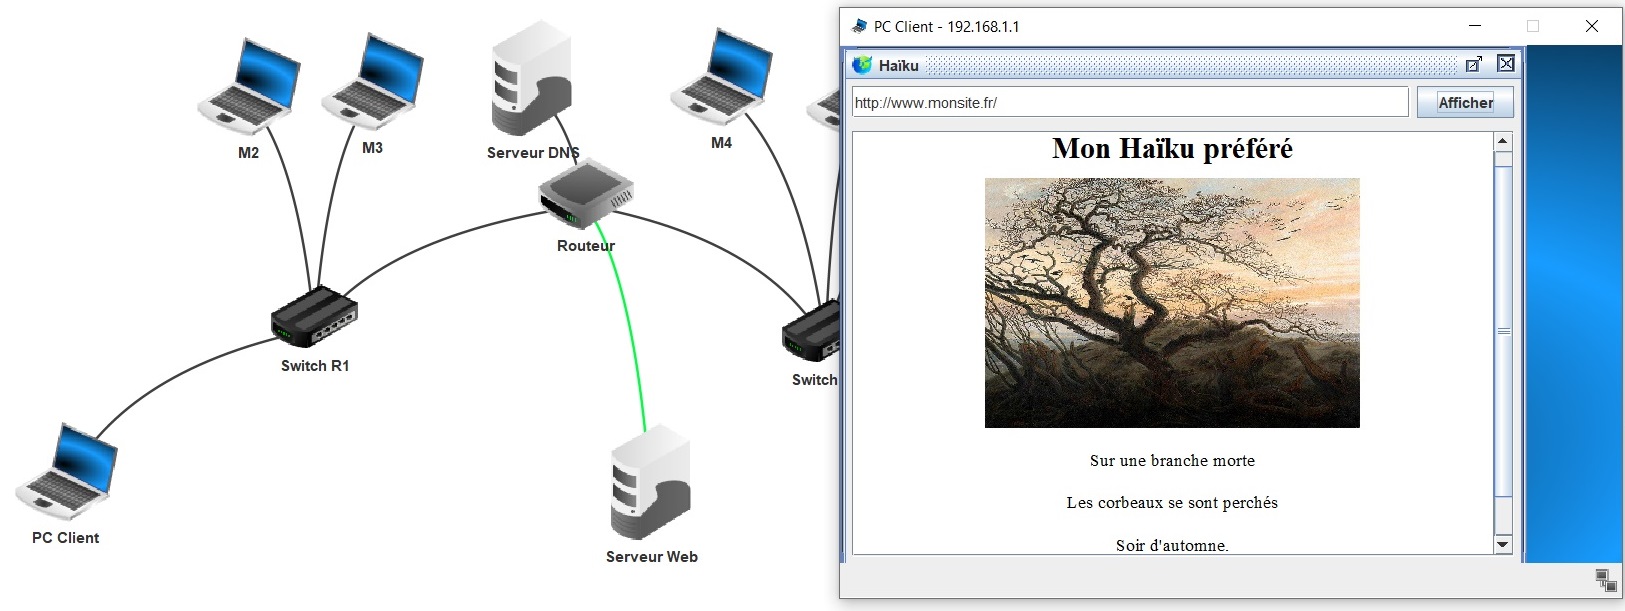 PC Client - 192.168.1.1
Haïku
http://www.monsite.fr/
Afficher
Mon Haïku préféré
Sur une branche morte
Les corbeaux se sont perchés
Soir d'automne.
M2
M3
Serveur DNS
M4
Routeur
Switch R1
Switch
PC Client
Serveur Web